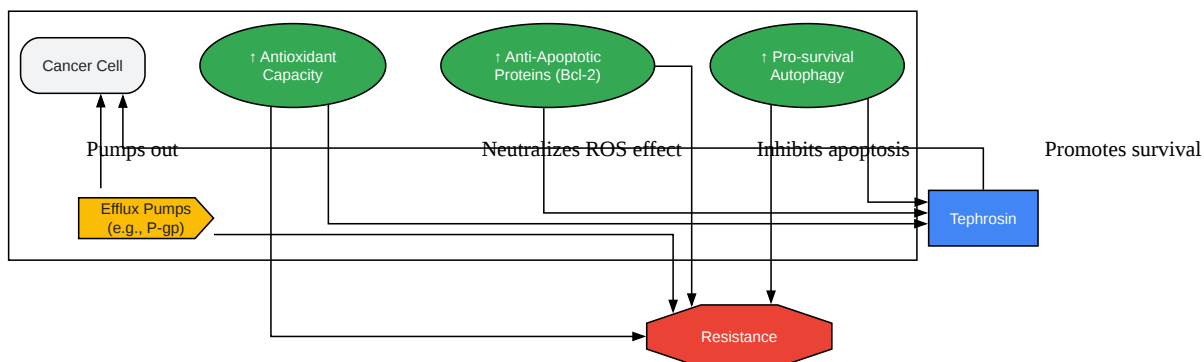 Cancer Cell
↑ Antioxidant
Capacity
↑ Anti-Apoptotic
Proteins (Bcl-2)
↑ Pro-survival
Autophagy
Pumps out
Neutralizes ROS effect
Inhibits apoptosis
Promotes survival
Efflux Pumps
(e.g., P-gp)
Tephrosin
Resistance